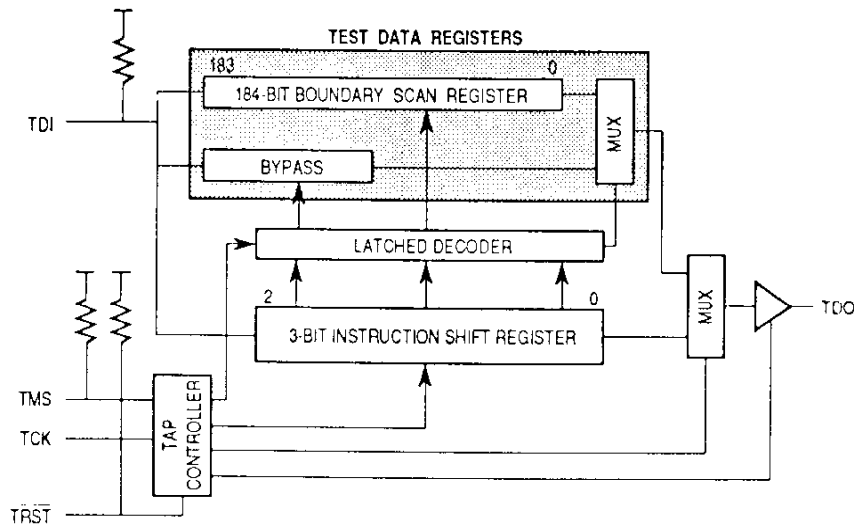 TEST DATA REGISTERS
183
0
184-BIT BOUNDARY SCAN REGISTER
TDI
MUX
BYPASS
LATCHED DECODER
2
0
3-BIT INSTRUCTION SHIFT REGISTER
MUX
TDO
TMS
TCK
TAP
CONTROLLER
TRST